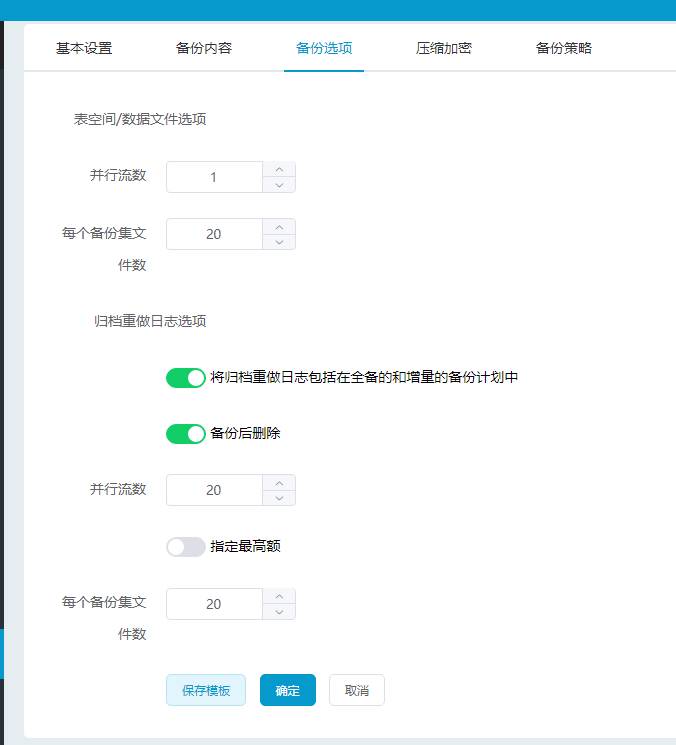 基本设置 备份内容 备份选项 压缩加密 备份策略
表空间/数据文件选项
并行流数 1
每个备份集文 20
件数
归档重做日志选项
将归档重做日志包括在全备的和增量的备份计划中
备份后删除
并行流数 20
指定最高额
每个备份集文 20
件数
保存模板 确定 取消